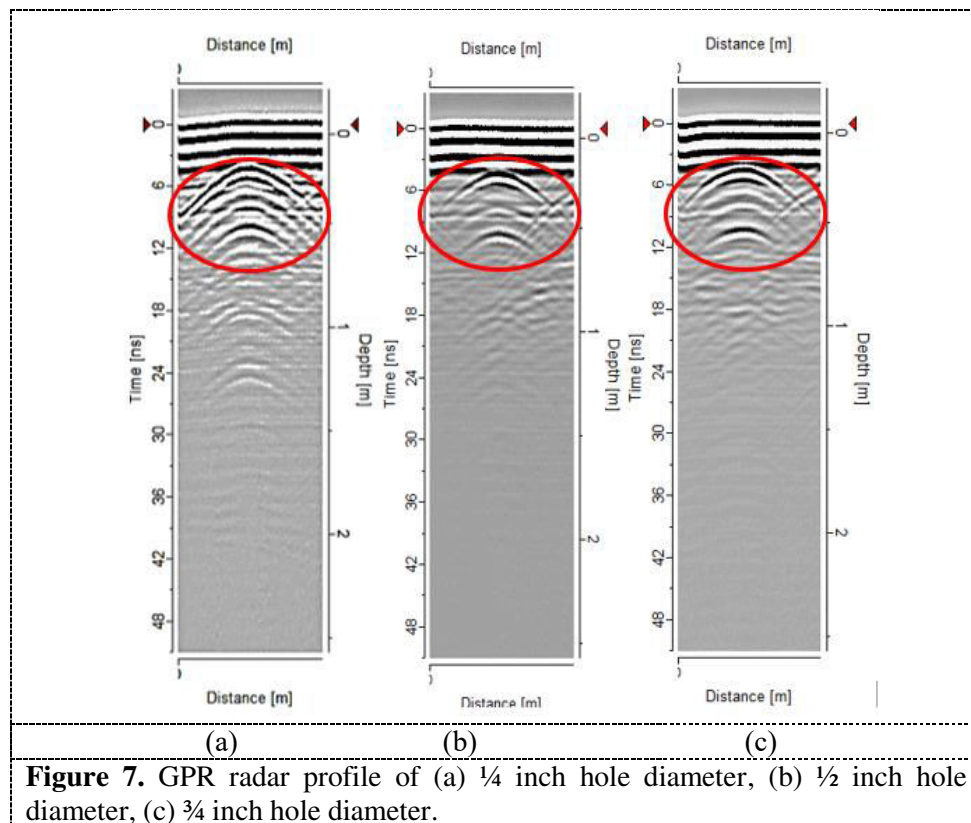 Distance [m] Distance [m] Distance [m]
0 0 0
0 0 0 0 0 0
6 6 6
12 12 12
18 18 18
1 1 1
Time [ns] Depth [m] Time [ns] Depth [m] Time [ns] Depth [m]
24 24 24
30 30 30
36 36 36
2 2 2
42 42 42
48 48 48
Distance [m] Distance [m] Distance [m]
(a) (b) (c)
Figure 7. GPR radar profile of (a) ¼ inch hole diameter, (b) ½ inch hole
diameter, (c) ¾ inch hole diameter.